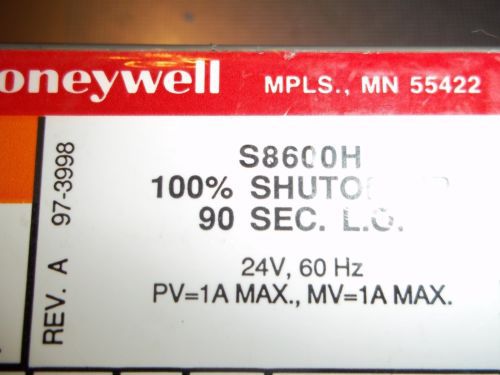 oneywell MPLS., MN 55422
S8600H
100%
90 SEC. L.O.
24V, 60 Hz
PV=1A MAX., MV=1A MAX.
REV. A 97-3998